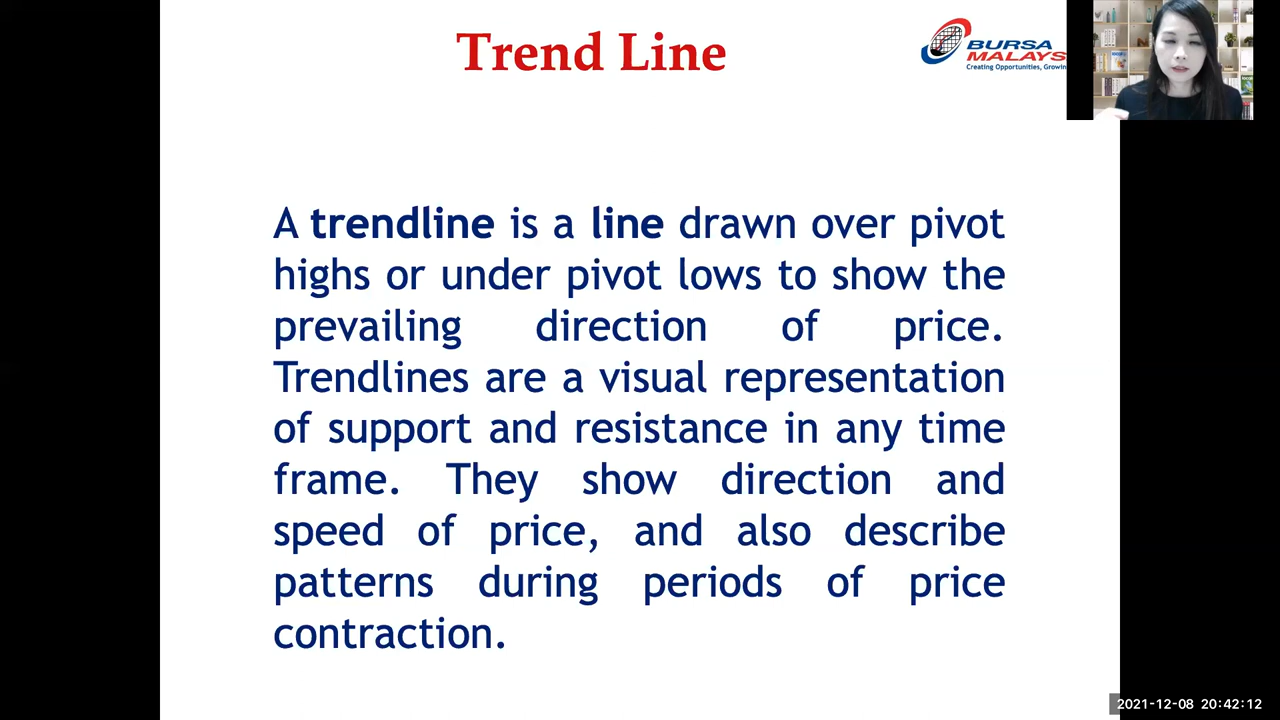 Trend Line
BURSA
MALAYS
Creating Opportunities, Growin
A trendline is a line drawn over pivot
highs or under pivot lows to show the
prevailing direction of price.
Trendlines are a visual representation
of support and resistance in any time
frame. They show direction and
speed of price, and also describe
patterns during periods of price
contraction.
2021-12-08 20:42:12